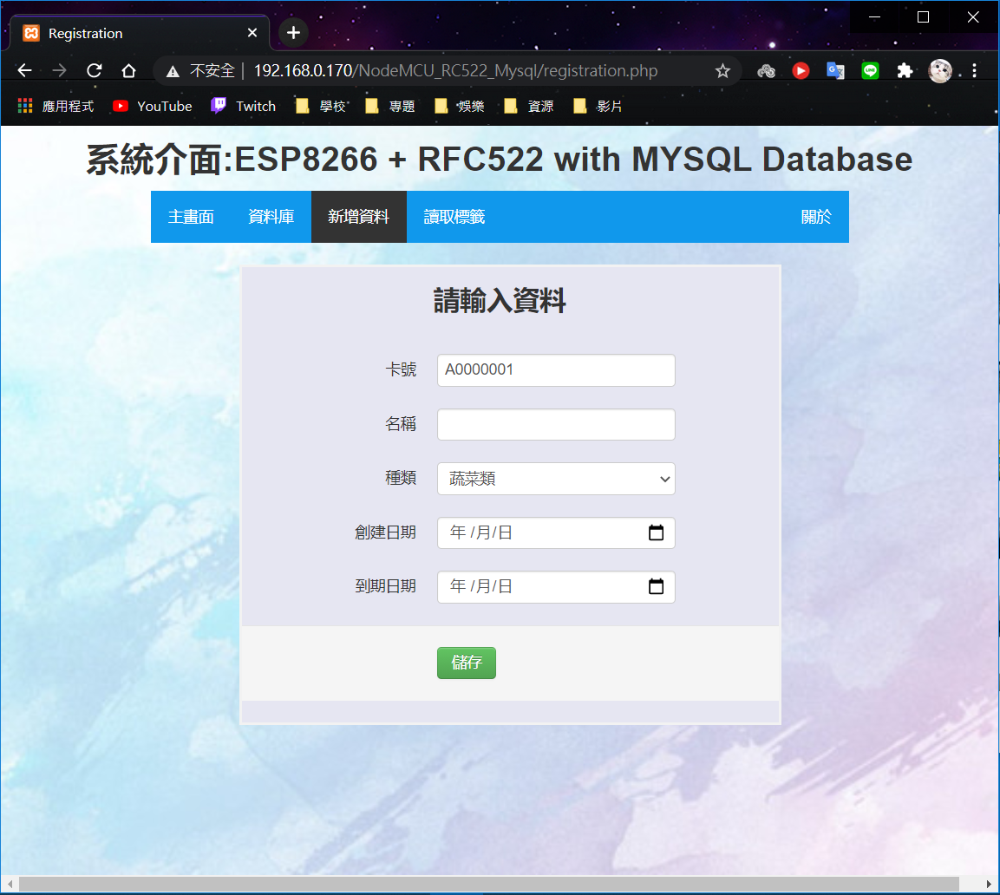 Registration
不安全 | 192.168.0.170/NodeMCU_RC522_Mysql/registration.php
應用程式 YouTube Twitch 學校 專題 娛樂 資源 影片
系統介面:ESP8266 + RFC522 with MYSQL Database
主畫面 資料庫 新增資料 讀取標籤 關於
請輸入資料
卡號 A0000001
名稱
種類 蔬菜類
創建日期 年 /月/日
到期日期 年 /月/日
儲存